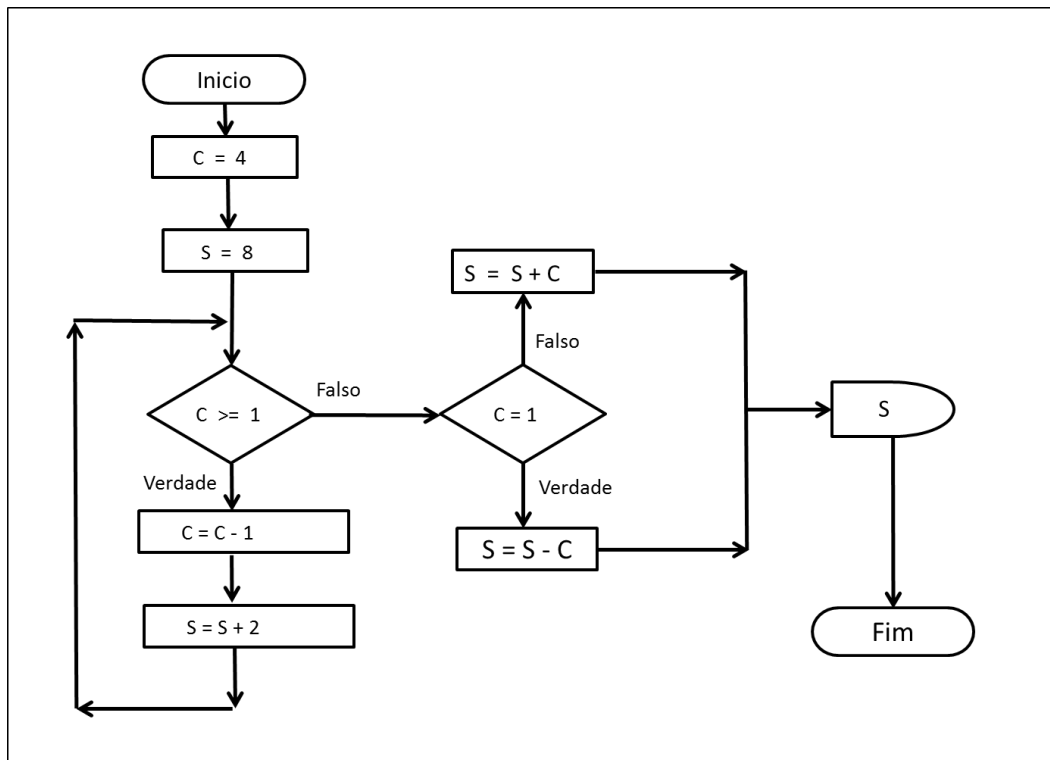 Inicio
C = 4
S = 8
C >= 1
Falso
Verdade
C = C - 1
S = S + 2
C = 1
Falso
S = S + C
Verdade
S = S - C
S
Fim